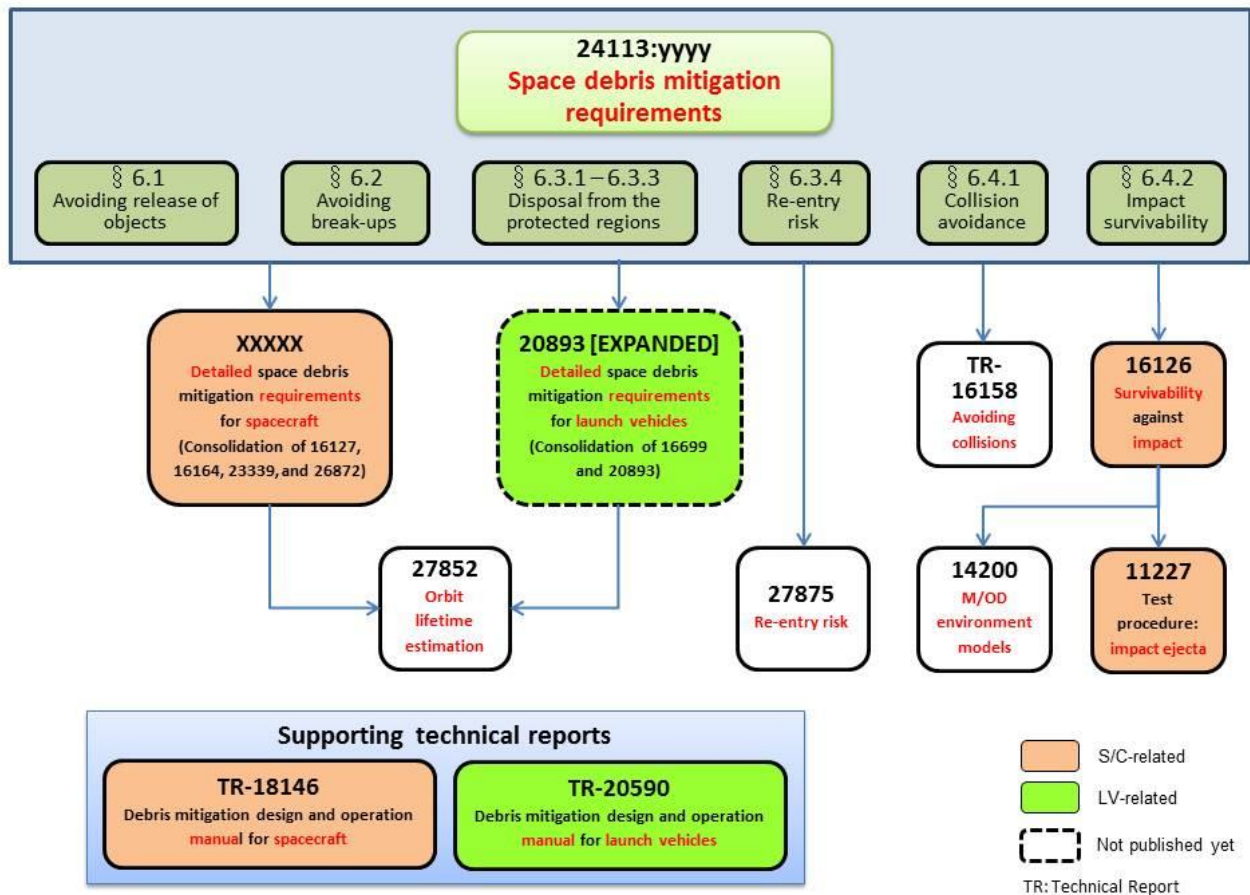 24113:yyyy
Space debris mitigation
requirements
§ 6.1
Avoiding release of
objects
§ 6.2
Avoiding
break-ups
§ 6.3.1 – 6.3.3
Disposal from the
protected regions
§ 6.3.4
Re-entry
risk
§ 6.4.1
Collision
avoidance
§ 6.4.2
Impact
survivability
XXXXX
Detailed space debris
mitigation requirements
for spacecraft
(Consolidation of 16127,
16164, 23339, and 26872)
20893 [EXPANDED]
Detailed space debris
mitigation requirements
for launch vehicles
(Consolidation of 16699
and 20893)
TR-
16158
Avoiding
collisions
16126
Survivability
against
impact
27852
Orbit
lifetime
estimation
27875
Re-entry risk
14200
M/OD
environment
models
11227
Test
procedure:
impact ejecta
Supporting technical reports
TR-18146
Debris mitigation design and operation
manual for spacecraft
TR-20590
Debris mitigation design and operation
manual for launch vehicles
S/C-related
LV-related
Not published yet
TR: Technical Report